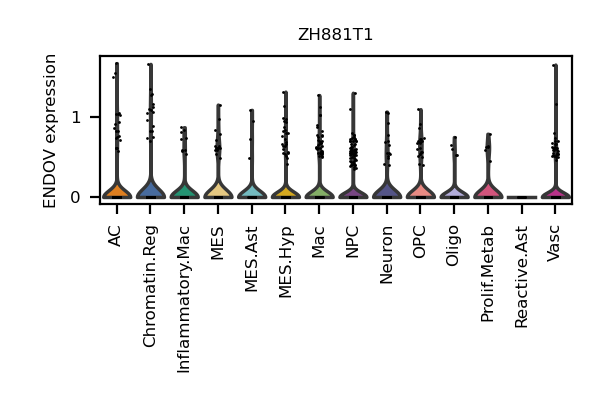 ZH881T1
ENDOV expression
1
0
AC
Chromatin.Reg
Inflammatory.Mac
MES
MES.Ast
MES.Hyp
Mac
NPC
Neuron
OPC
Oligo
Prolif.Metab
Reactive.Ast
Vasc